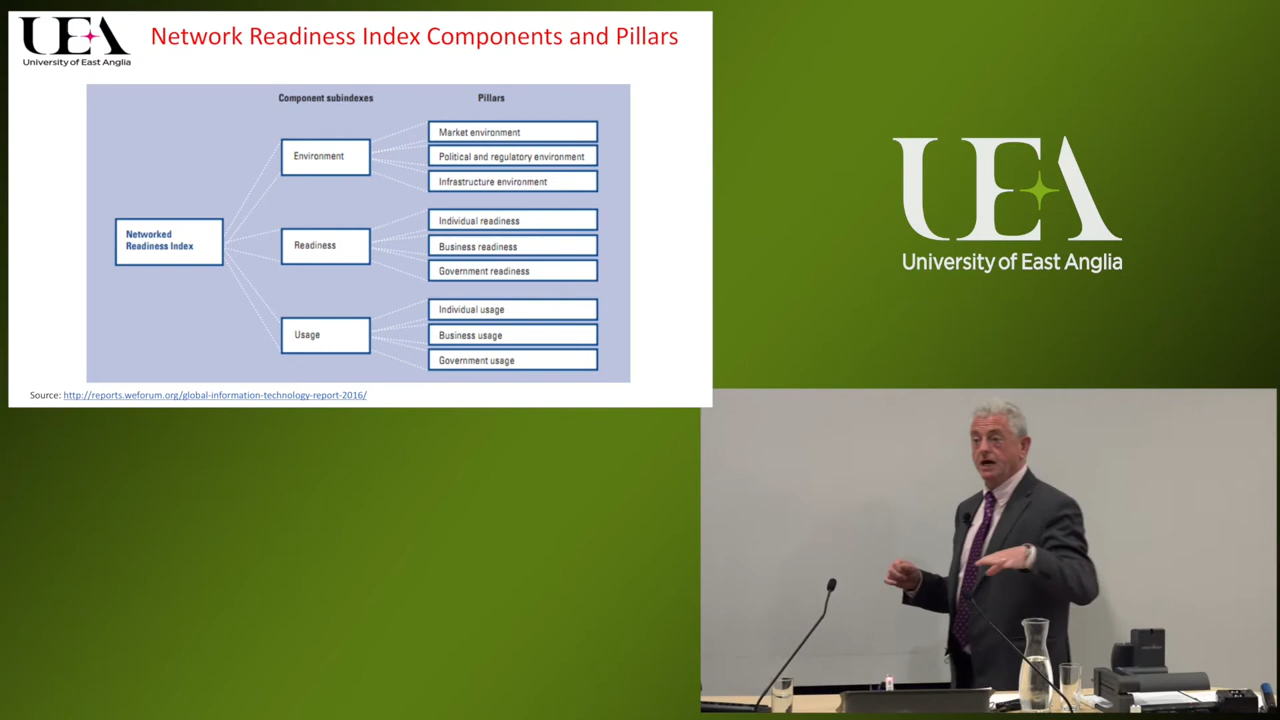 UEA
University of East Anglia
Network Readiness Index Components and Pillars
Component subindexes
Pillars
Networked
Readiness Index
Environment
Market environment
Political and regulatory environment
Infrastructure environment
Readiness
Individual readiness
Business readiness
Government readiness
Usage
Individual usage
Business usage
Government usage
Source: http://reports.weforum.org/global-information-technology-report-2016/
UEA
University of East Anglia